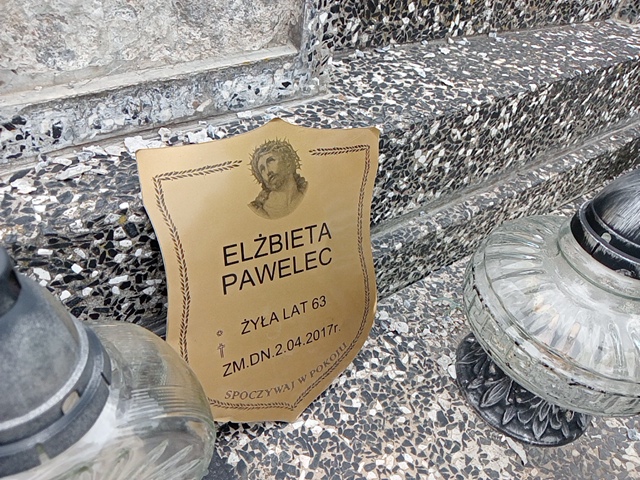 ELŻBIETA
PAWELEC
ŻYŁA LAT 63
ZM.DN.2.04.2017r.
SPOCZYWAJ W POKOJU